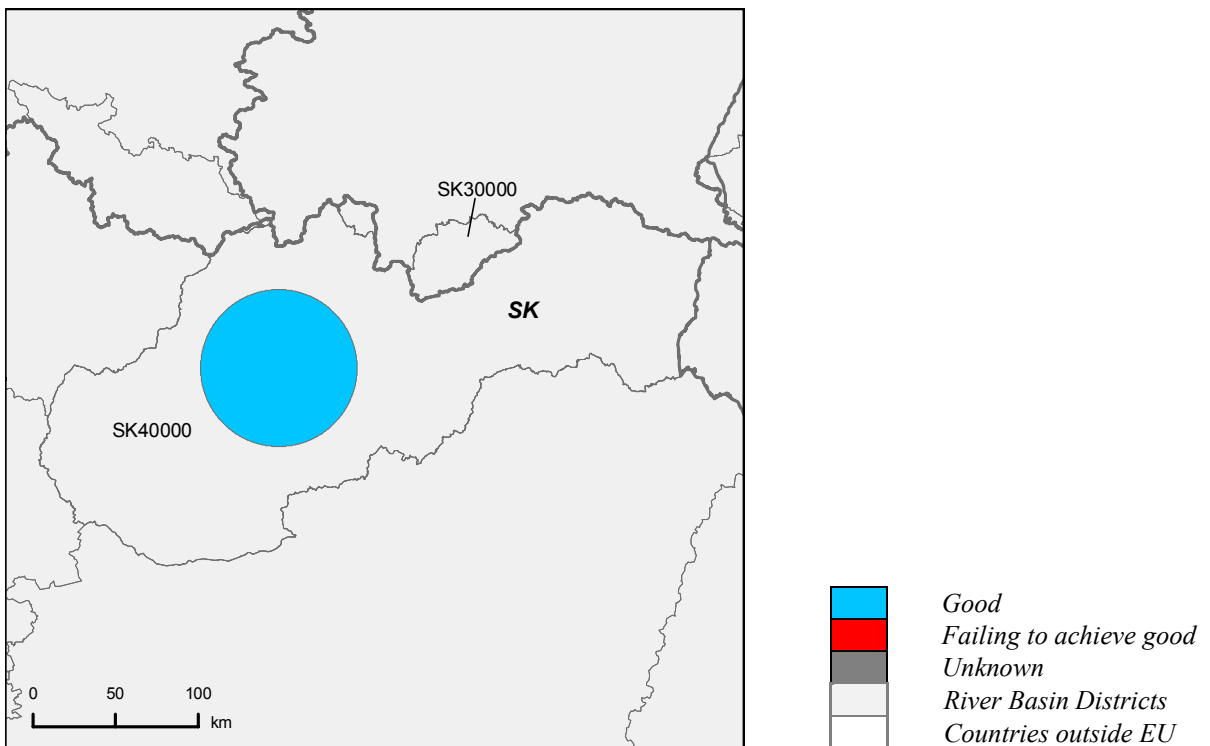 SK30000
SK
SK40000
0 50 100
km
Good
Failing to achieve good
Unknown
River Basin Districts
Countries outside EU